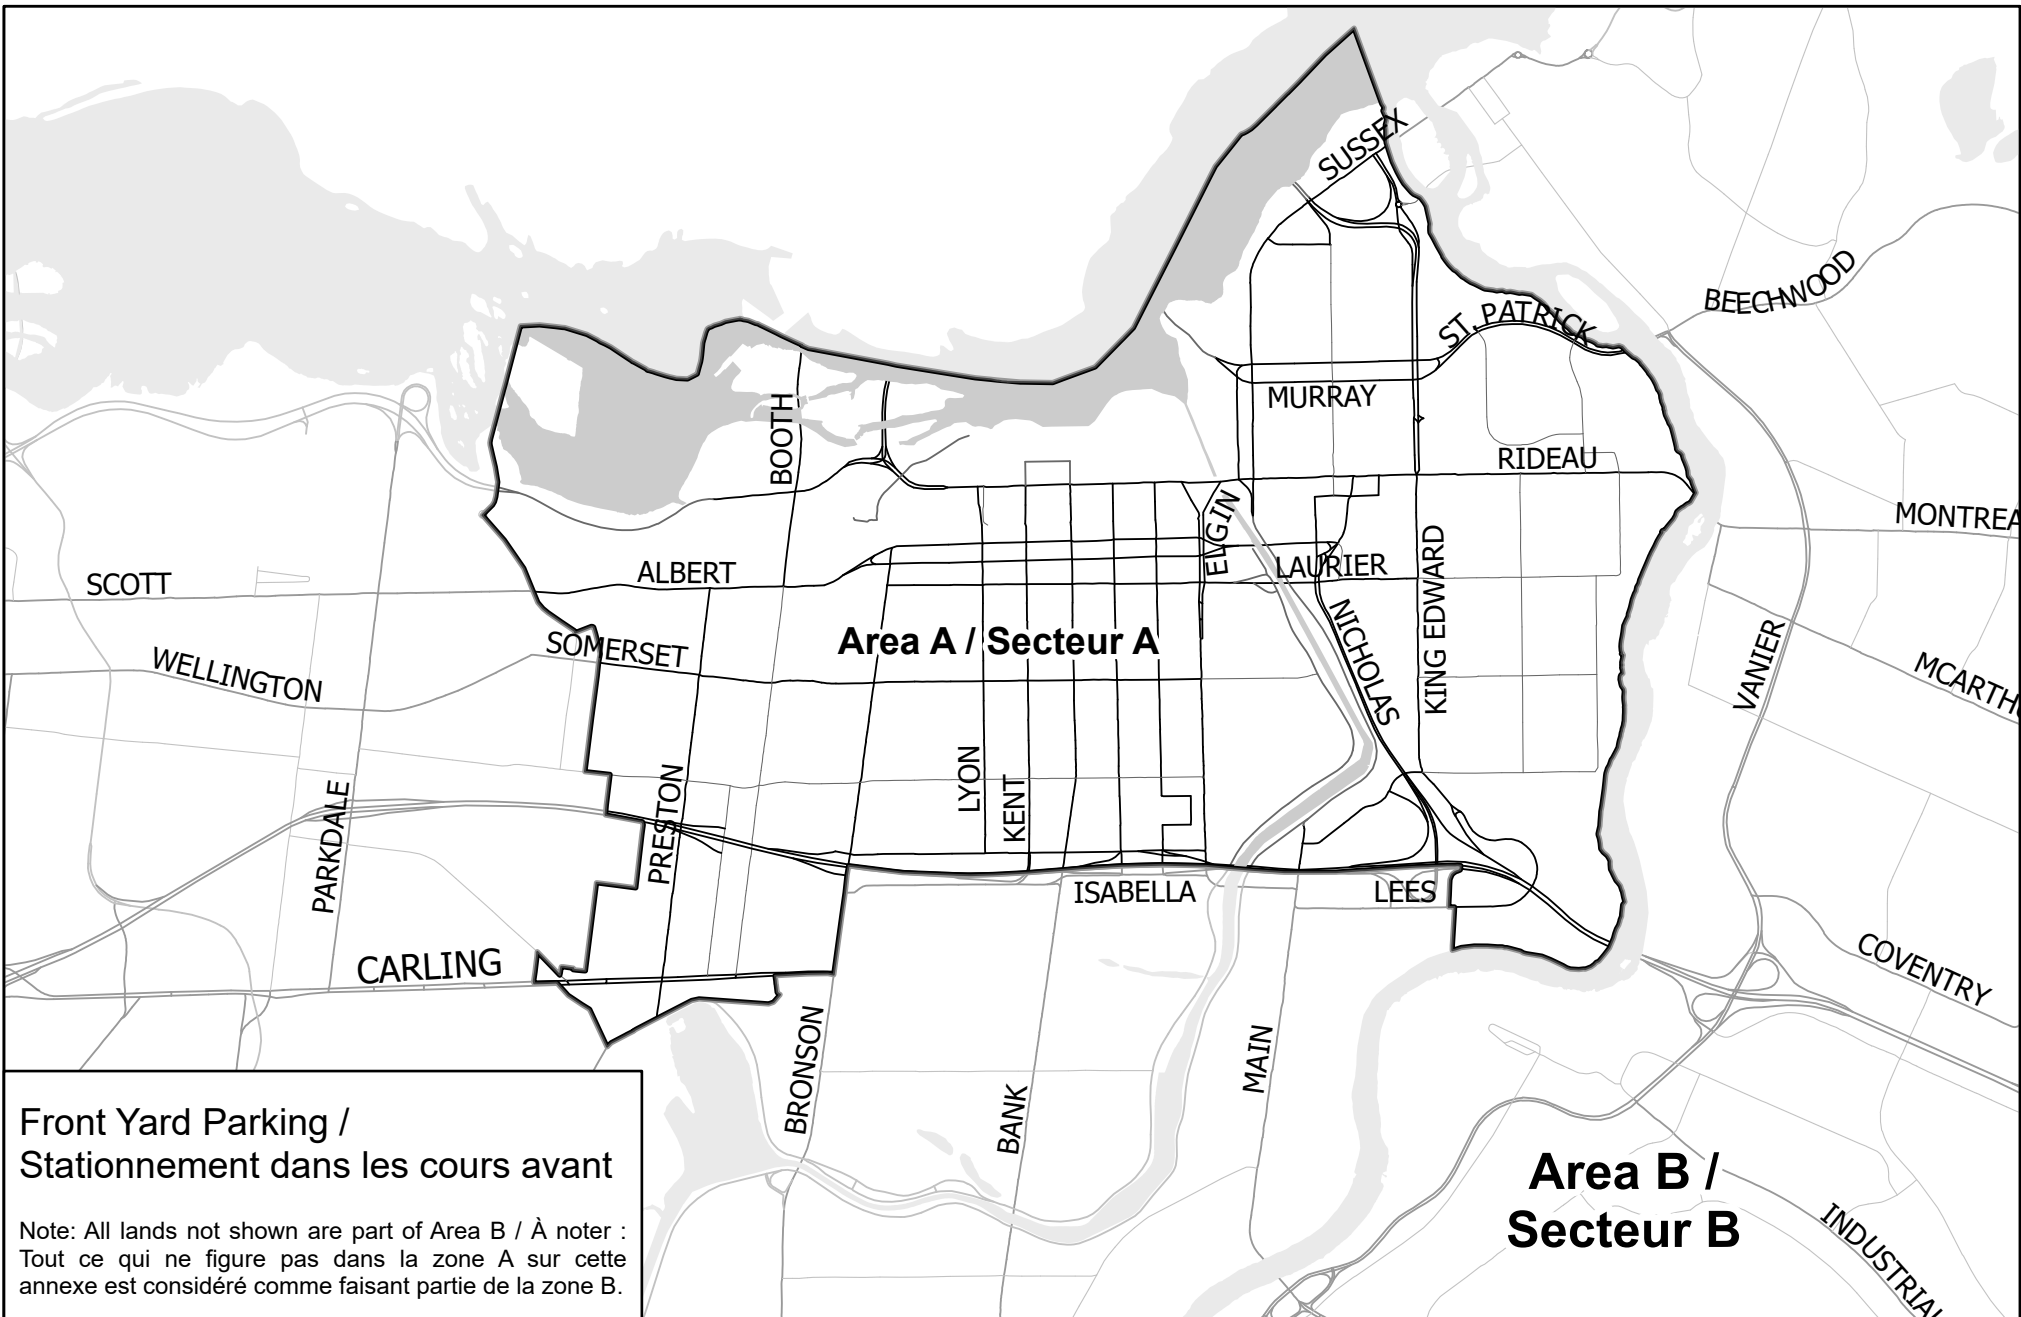 SUSSEX
BEECHWOOD
ST. PATRICK
MURRAY
BOOTH
RIDEAU
ELGIN
MONTREA
ALBERT
LAURIER
KING EDWARD
SCOTT
SOMERSET
Area A / Secteur A
NICHOLAS
VANIER
MCARTHU
WELLINGTON
PARKDALE
PRESTON
LYON
KENT
ISABELLA
LEES
CARLING
COVENTRY
BRONSON
BANK
MAIN
Area B /
Secteur B
INDUSTRIAL
Front Yard Parking /
Stationnement dans les cours avant
Note: All lands not shown are part of Area B / À noter :
Tout ce qui ne figure pas dans la zone A sur cette
annexe est considéré comme faisant partie de la zone B.